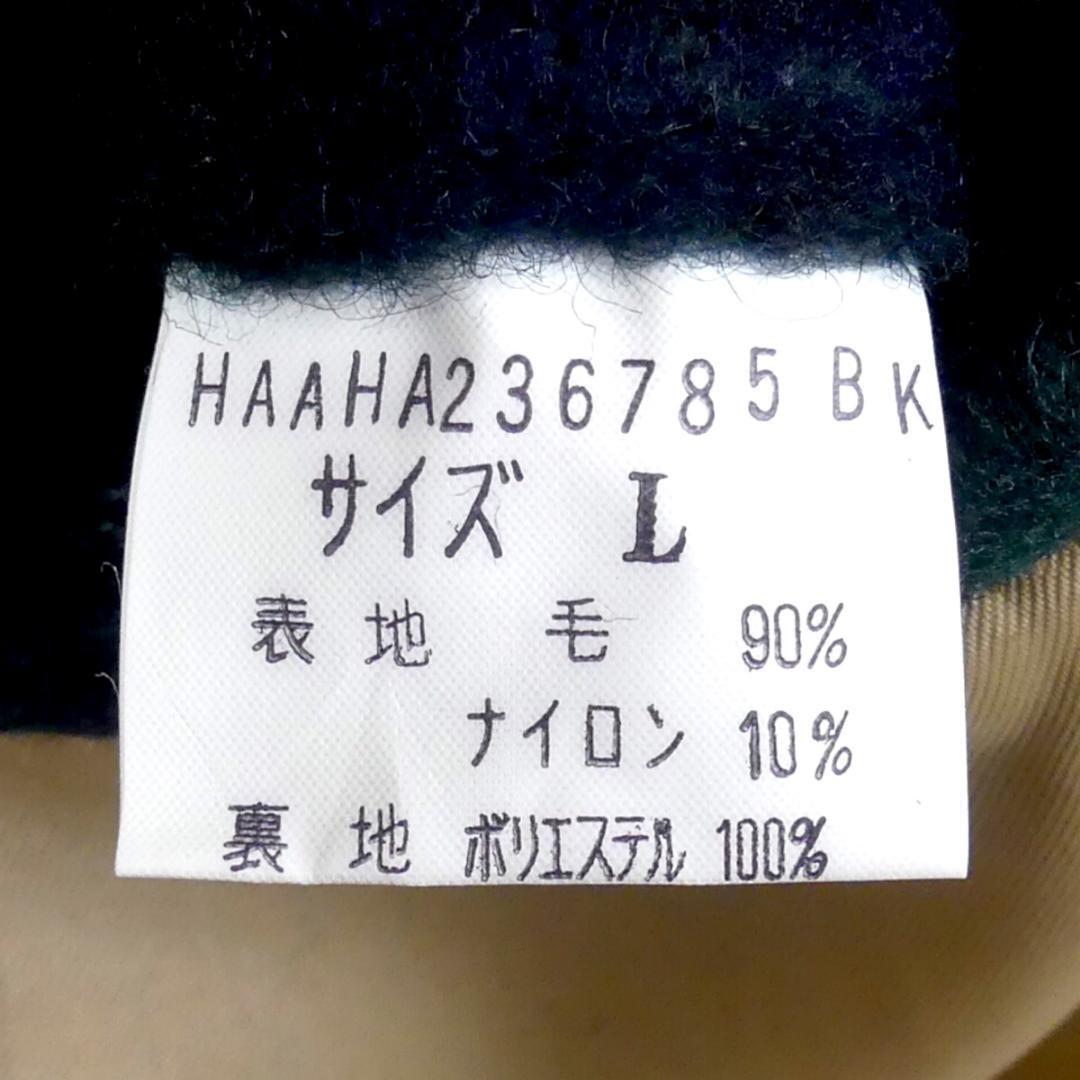 HAAHA236785 BK
サイズ L
表地 毛 90%
ナイロン 10%
裏地 ポリエステル 100%